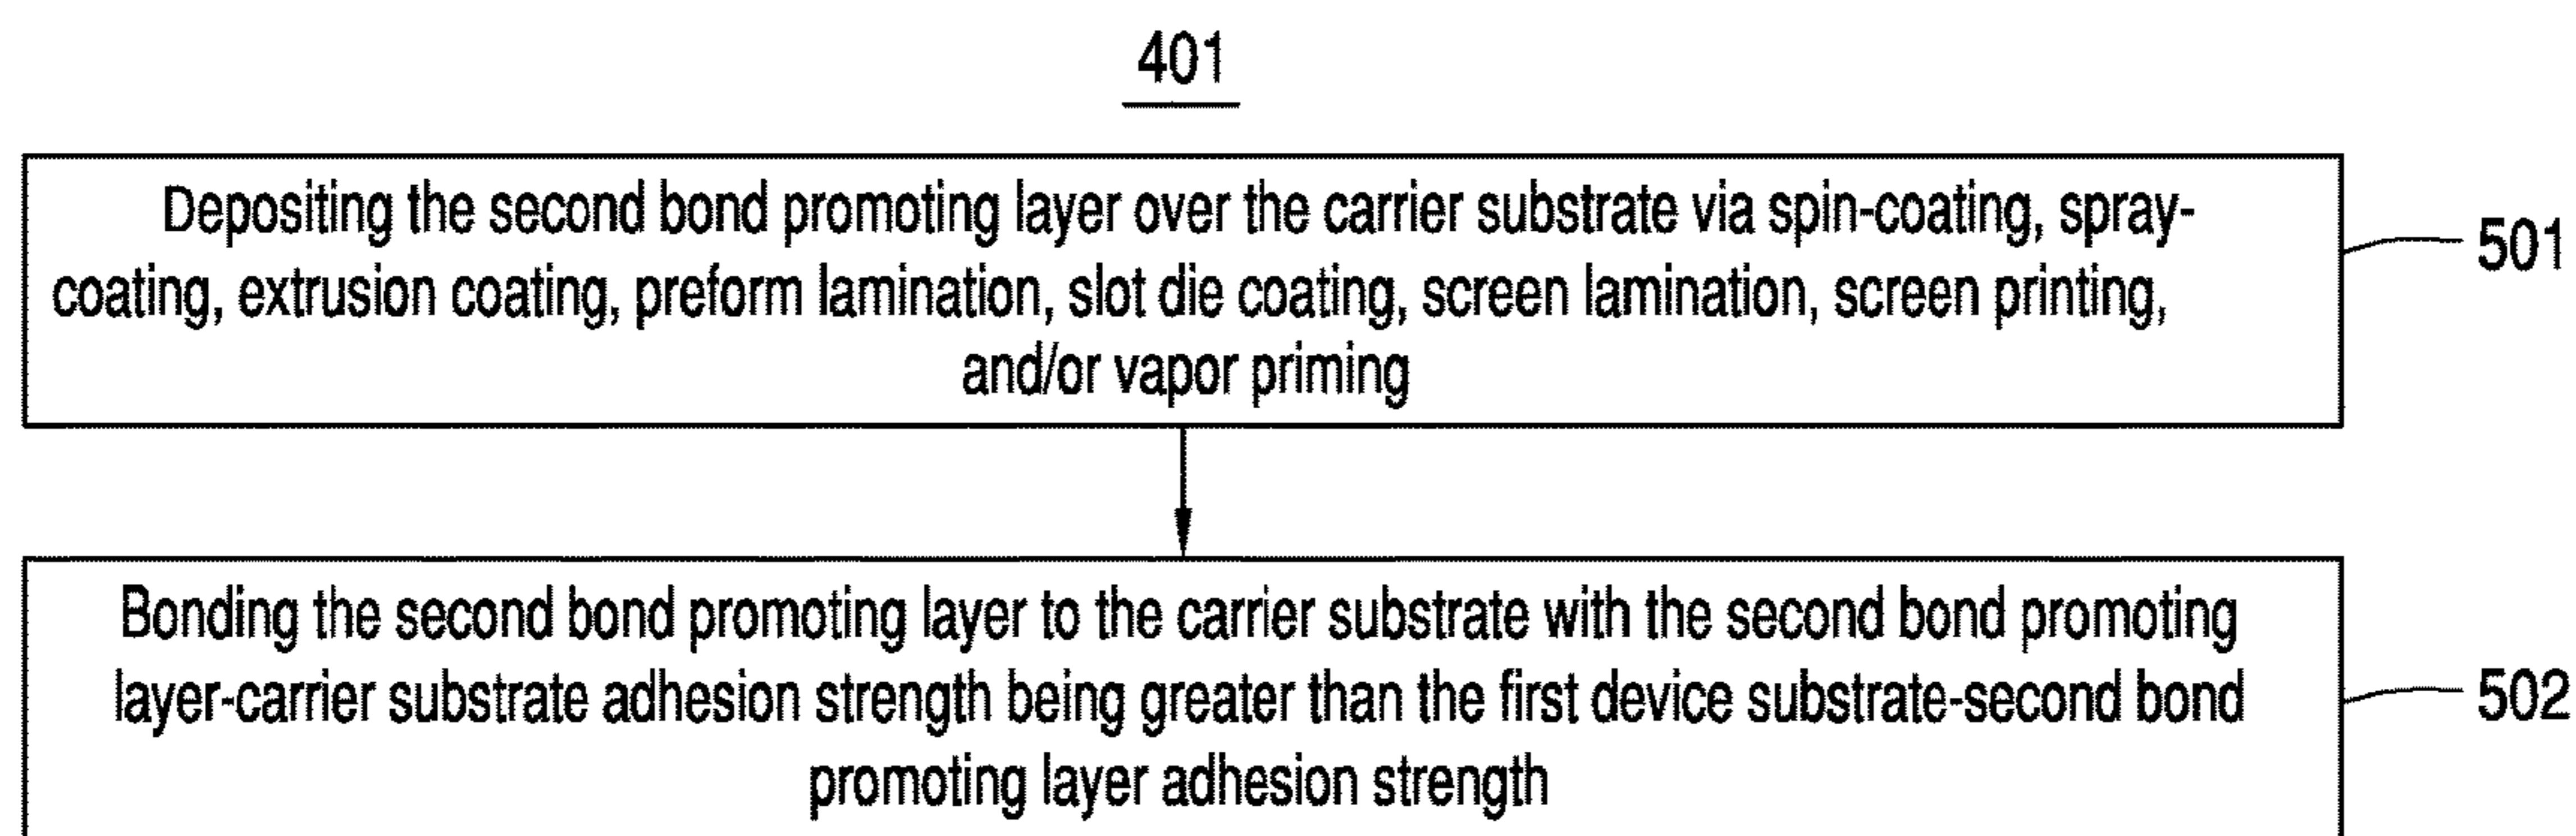 401
Depositing the second bond promoting layer over the carrier substrate via spin-coating, spray-
coating, extrusion coating, preform lamination, slot die coating, screen lamination, screen printing,
and/or vapor priming
501
Bonding the second bond promoting layer to the carrier substrate with the second bond promoting
layer-carrier substrate adhesion strength being greater than the first device substrate-second bond
promoting layer adhesion strength
502